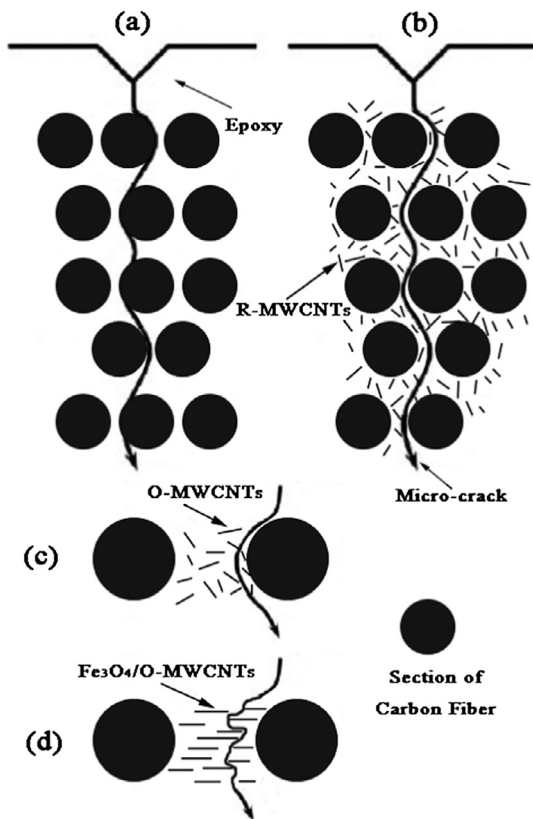 (a)
(b)
Epoxy
R-MWCNTs
Micro-crack
O-MWCNTs
(c)
Fe₃O₄/O-MWCNTs
Section of
Carbon Fiber
(d)